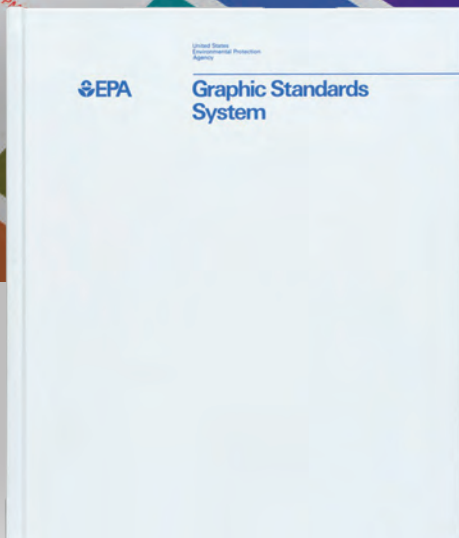 United States
Environmental Protection
Agency
EPA
Graphic Standards
System